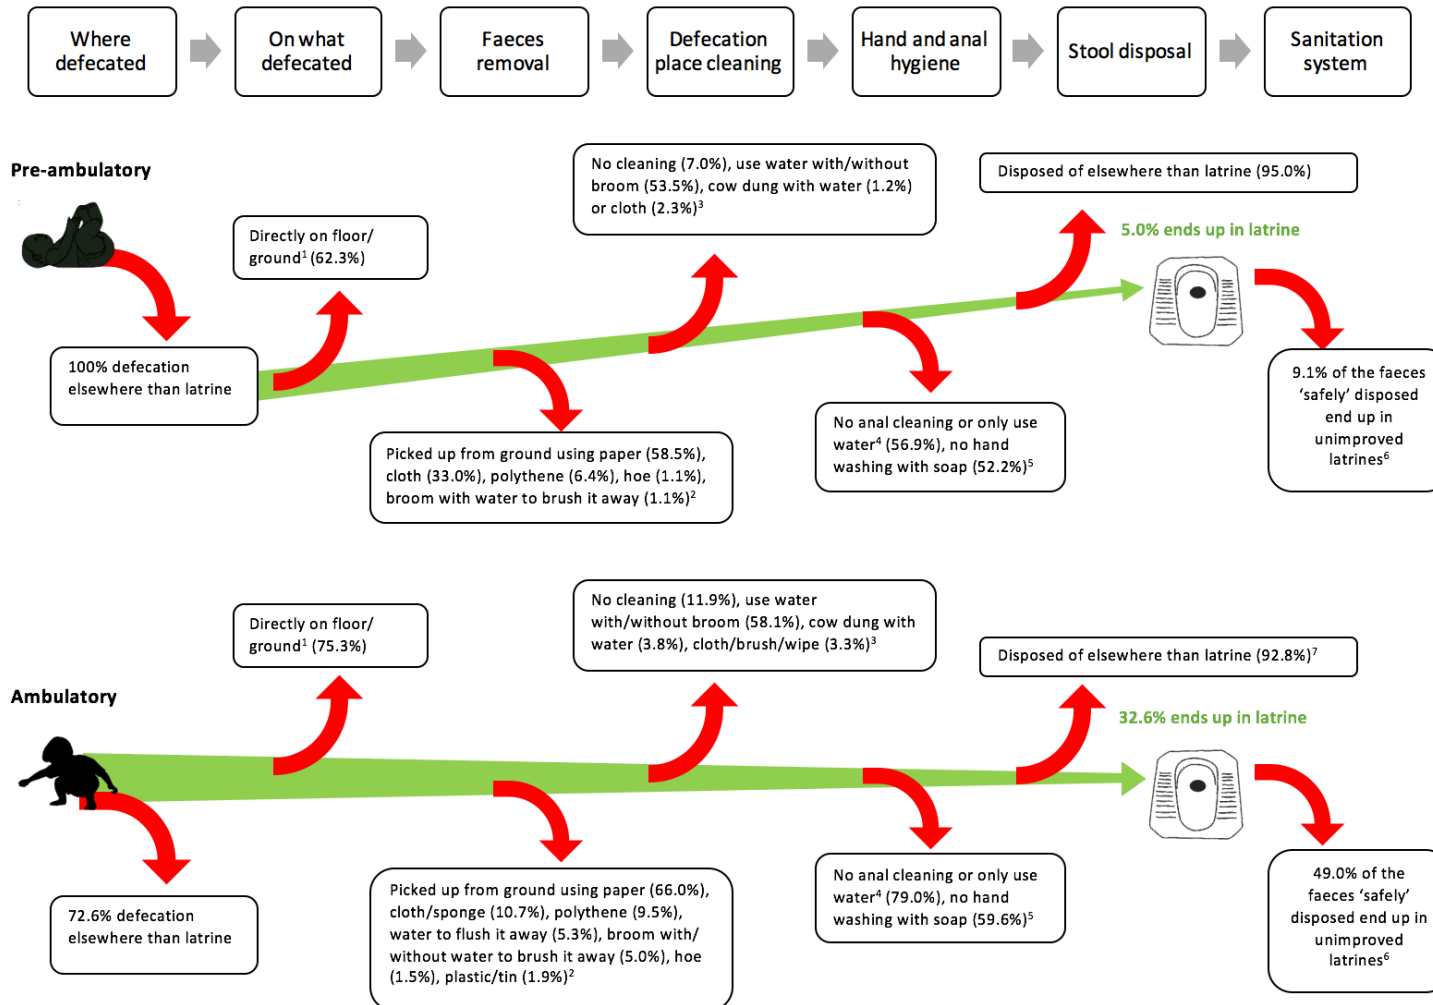 Where
defecated
On what
defecated
Faeces
removal
Defecation
place cleaning
Hand and anal
hygiene
Stool disposal
Sanitation
system
Pre-ambulatory
Directly on floor/
ground¹ (62.3%)
No cleaning (7.0%), use water with/without
broom (53.5%), cow dung with water (1.2%)
or cloth (2.3%)³
Disposed of elsewhere than latrine (95.0%)
5.0% ends up in latrine
100% defecation
elsewhere than latrine
Picked up from ground using paper (58.5%),
cloth (33.0%), polythene (6.4%), hoe (1.1%),
broom with water to brush it away (1.1%)²
No anal cleaning or only use
water⁴ (56.9%), no hand
washing with soap (52.2%)⁵
9.1% of the faeces
‘safely’ disposed
end up in
unimproved
latrines⁶
Ambulatory
Directly on floor/
ground¹ (75.3%)
No cleaning (11.9%), use water
with/without broom (58.1%), cow dung with
water (3.8%), cloth/brush/wipe (3.3%)³
Disposed of elsewhere than latrine (92.8%)⁷
32.6% ends up in latrine
72.6% defecation
elsewhere than latrine
Picked up from ground using paper (66.0%),
cloth/sponge (10.7%), polythene (9.5%),
water to flush it away (5.3%), broom with/
without water to brush it away (5.0%), hoe
(1.5%), plastic/tin (1.9%)²
No anal cleaning or only use
water⁴ (79.0%), no hand
washing with soap (59.6%)⁵
49.0% of the
faeces ‘safely’
disposed end up in
unimproved
latrines⁶